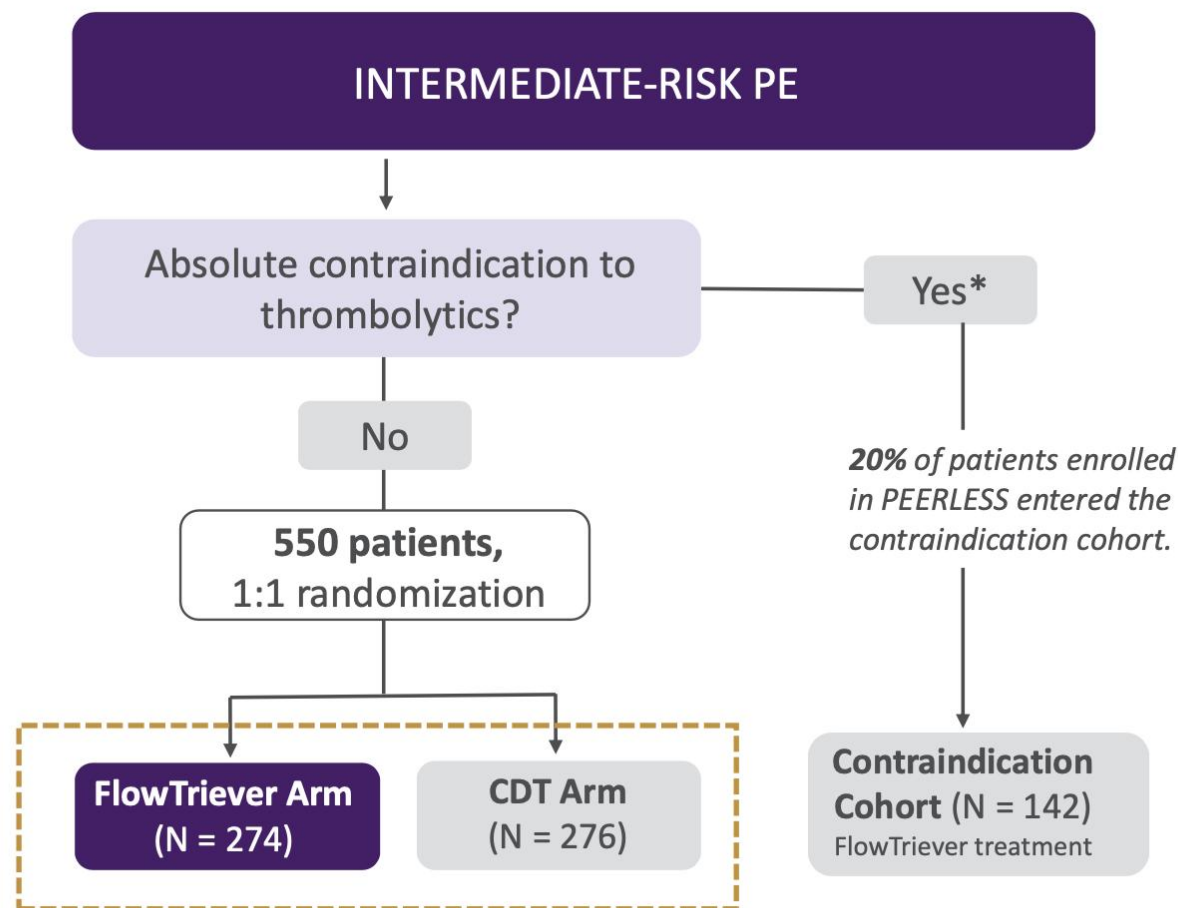 INTERMEDIATE-RISK PE
Absolute contraindication to
thrombolytics?
Yes*
No
20% of patients enrolled
in PEERLESS entered the
contraindication cohort.
550 patients,
1:1 randomization
FlowTriever Arm
(N = 274)
CDT Arm
(N = 276)
Contraindication
Cohort (N = 142)
FlowTriever treatment